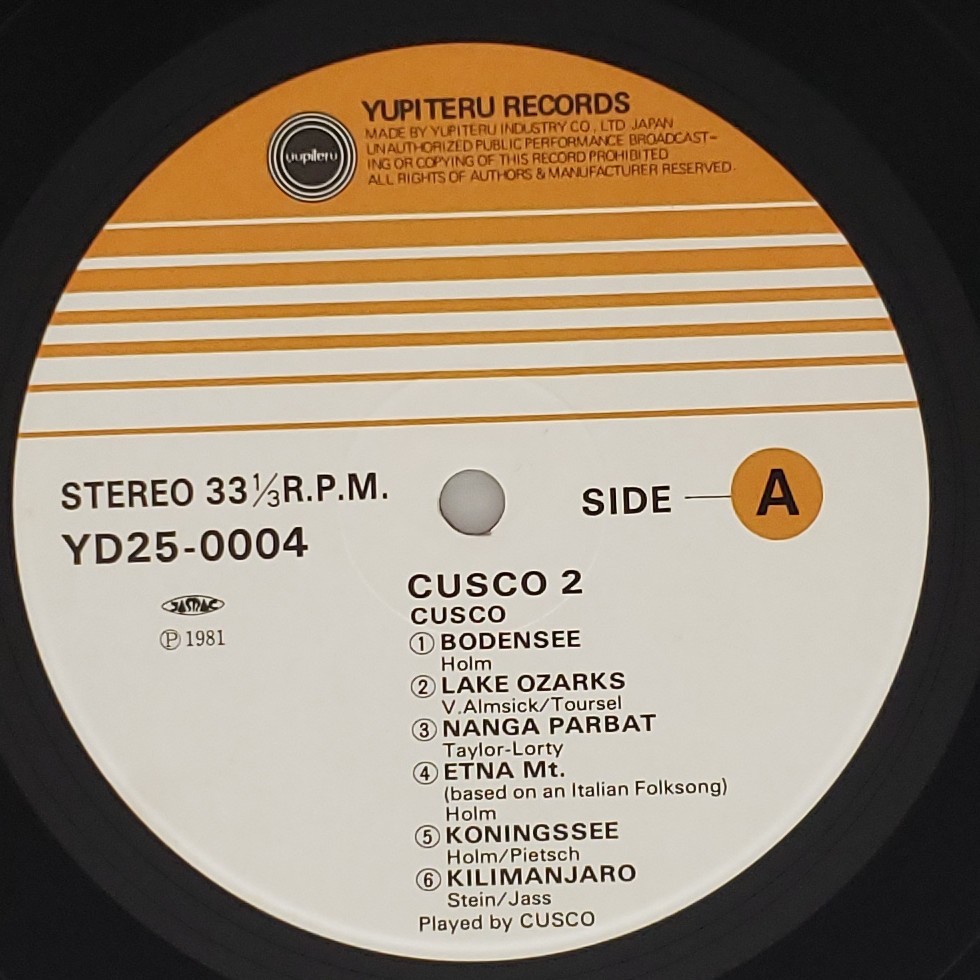 YUPITERU RECORDS
yupiteru
MADE BY YUPITERU INDUSTRY CO., LTD JAPAN
UNAUTHORIZED PUBLIC PERFORMANCE BROADCAST-
ING OR COPYING OF THIS RECORD PROHIBITED
ALL RIGHTS OF AUTHORS & MANUFACTURER RESERVED.
STEREO 33⅓R.P.M.
YD25-0004
JASRAC
Ⓟ1981
SIDE — A
CUSCO 2
CUSCO
① BODENSEE
Holm
② LAKE OZARKS
V.Almsick/Toursel
③ NANGA PARBAT
Taylor-Lorty
④ ETNA Mt.
(based on an Italian Folksong)
Holm
⑤ KONINGSSEE
Holm/Pietsch
⑥ KILIMANJARO
Stein/Jass
Played by CUSCO